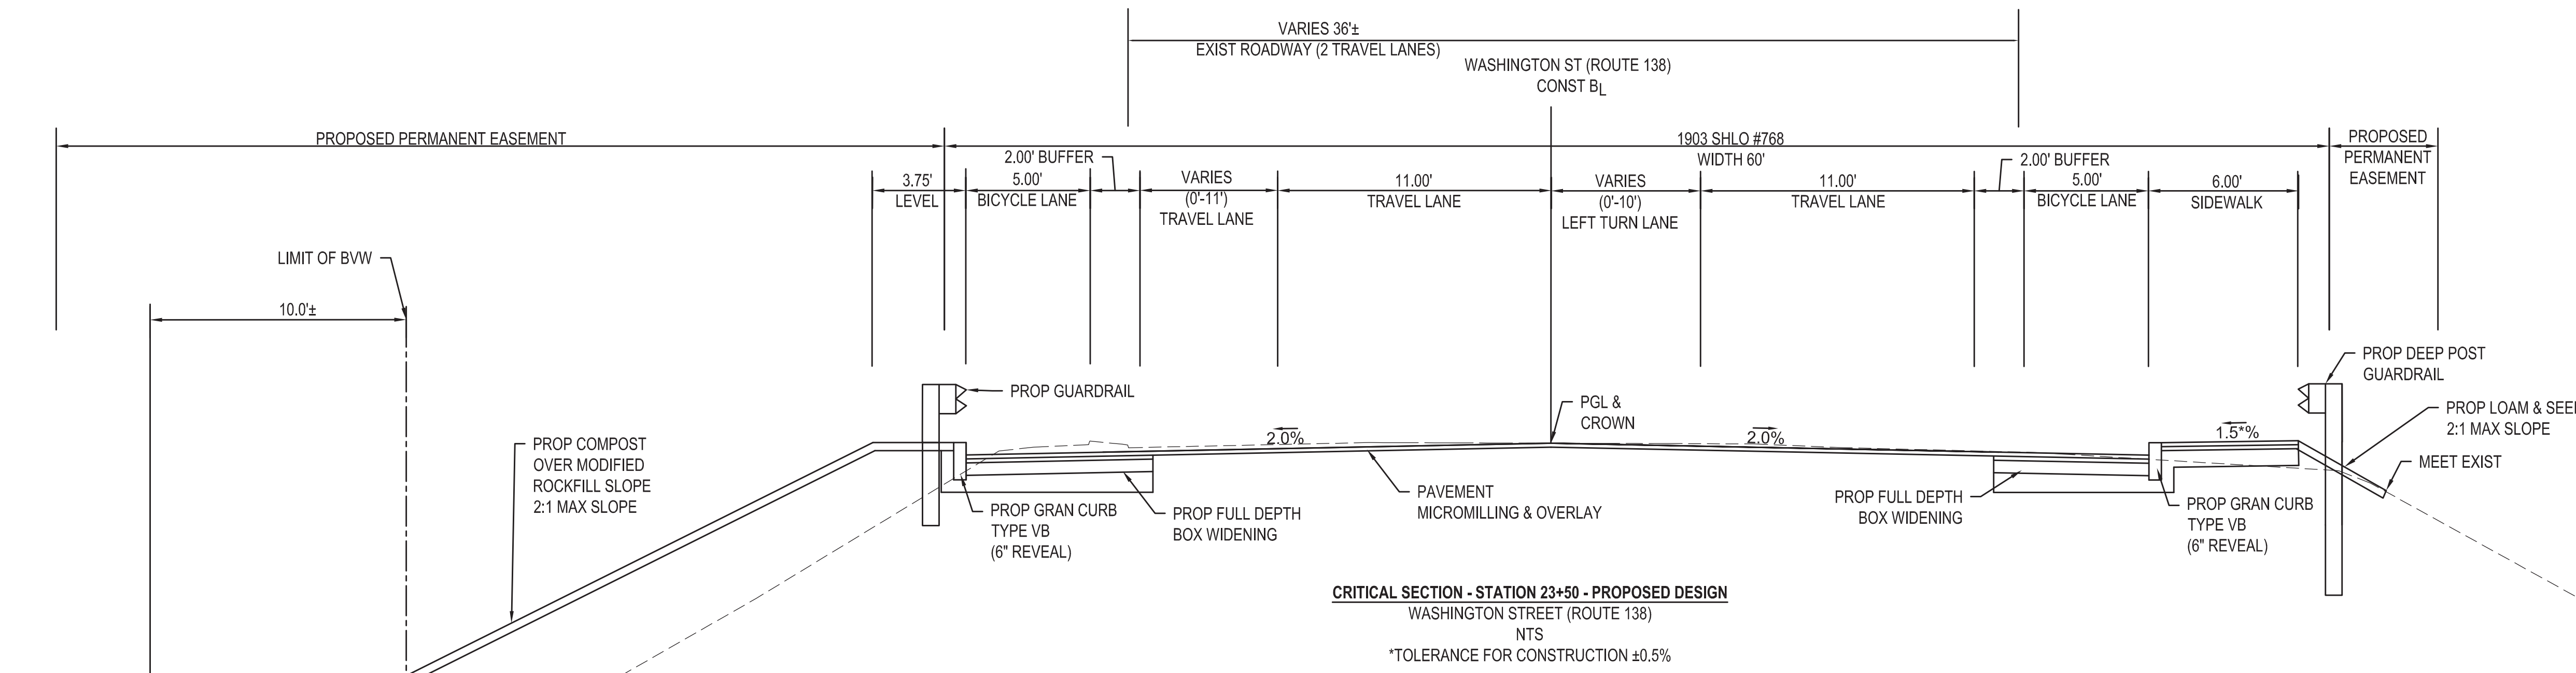 VARIES 36'±
EXIST ROADWAY (2 TRAVEL LANES)
WASHINGTON ST (ROUTE 138)
CONST BL
PROPOSED PERMANENT EASEMENT
1903 SHLO #768
WIDTH 60'
PROPOSED
PERMANENT
EASEMENT
2.00' BUFFER
2.00' BUFFER
3.75'
LEVEL
5.00'
BICYCLE LANE
VARIES
(0'-11')
TRAVEL LANE
11.00'
TRAVEL LANE
VARIES
(0'-10')
LEFT TURN LANE
11.00'
TRAVEL LANE
5.00'
BICYCLE LANE
6.00'
SIDEWALK
LIMIT OF BVW
10.0'±
PROP GUARDRAIL
PGL &
CROWN
PROP DEEP POST
GUARDRAIL
PROP LOAM &
2:1 MAX SLOPE
MEET EXIST
2.0%
2.0%
1.5*%
PROP COMPOST
OVER MODIFIED
ROCKFILL SLOPE
2:1 MAX SLOPE
PROP GRAN CURB
TYPE VB
(6" REVEAL)
PROP FULL DEPTH
BOX WIDENING
PAVEMENT
MICROMILLING & OVERLAY
PROP FULL DEPTH
BOX WIDENING
PROP GRAN CURB
TYPE VB
(6" REVEAL)
CRITICAL SECTION - STATION 23+50 - PROPOSED DESIGN
WASHINGTON STREET (ROUTE 138)
NTS
*TOLERANCE FOR CONSTRUCTION ±0.5%